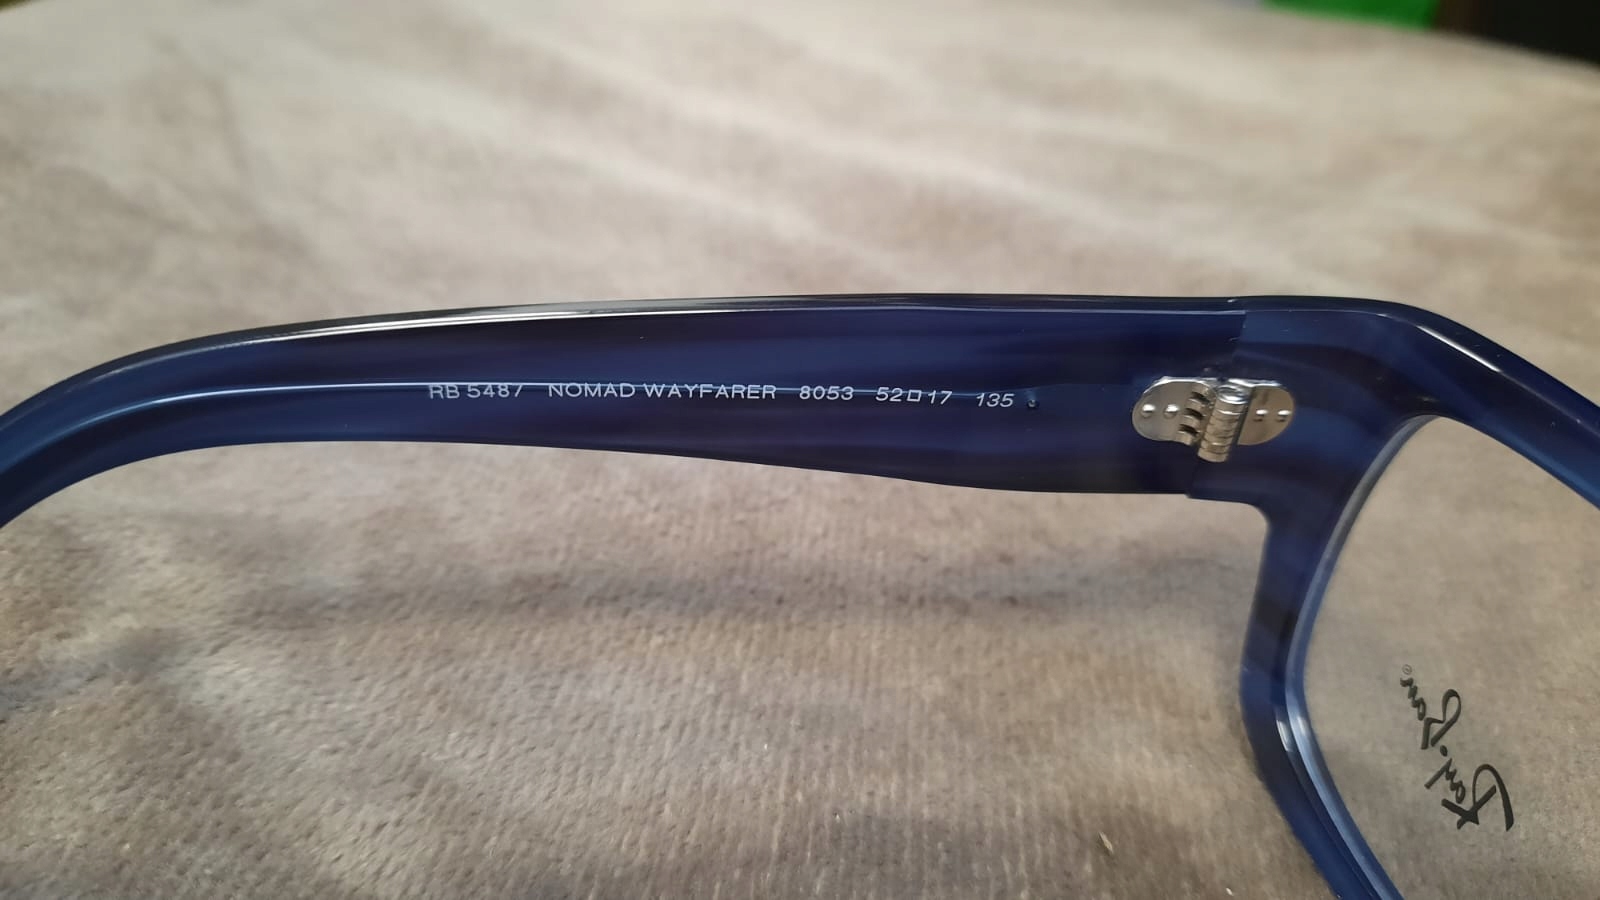 RB 5487 NOMAD WAYFARER 8053 52□17 135
Ray-Ban®